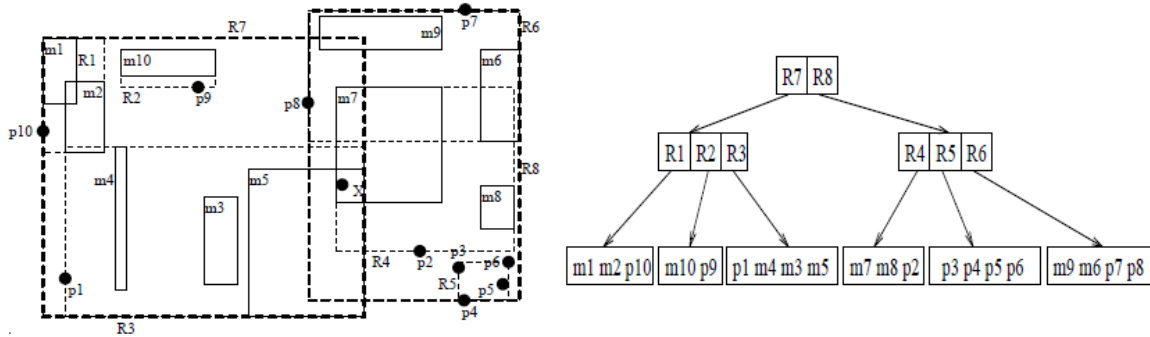 p7
R7
R6
m9
m1
R1
m10
m6
m2
R2
p9
p8
m7
p10
R8
m4
m5
X
m3
m8
R4
p2
p3
p6
R5
p5
p1
p4
R3
R7 R8
R1 R2 R3
R4 R5 R6
m1 m2 p10
m10 p9
p1 m4 m3 m5
m7 m8 p2
p3 p4 p5 p6
m9 m6 p7 p8